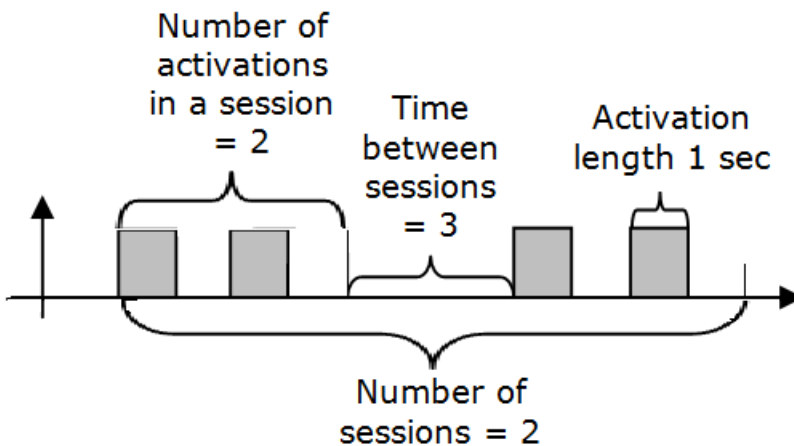 Number of
activations
in a session
= 2
Time
between
sessions
= 3
Activation
length 1 sec
Number of
sessions = 2